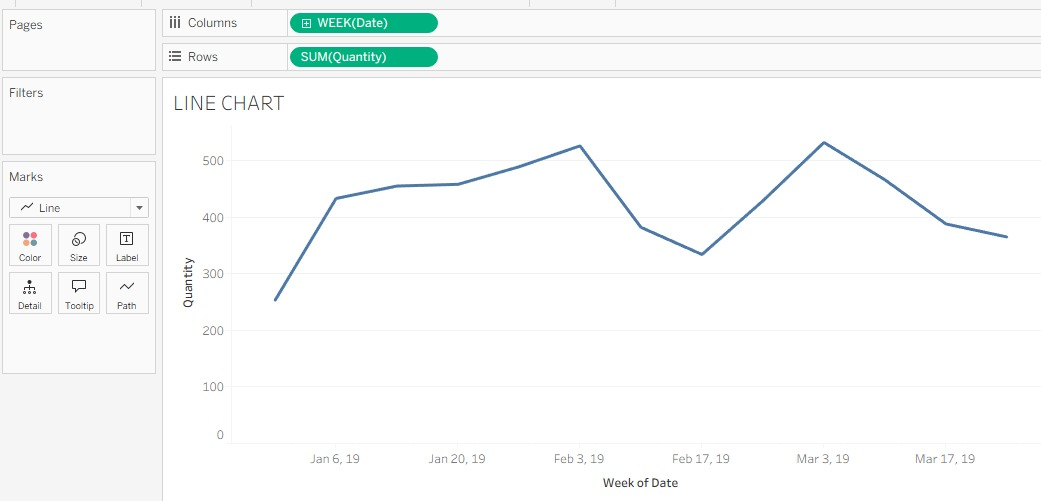 Pages
Columns
WEEK(Date)
Rows
SUM(Quantity)
Filters
LINE CHART
Marks
Line
Color
Size
Label
Detail
Tooltip
Path
Quantity
500
400
300
200
100
0
Jan 6, 19
Jan 20, 19
Feb 3, 19
Feb 17, 19
Mar 3, 19
Mar 17, 19
Week of Date